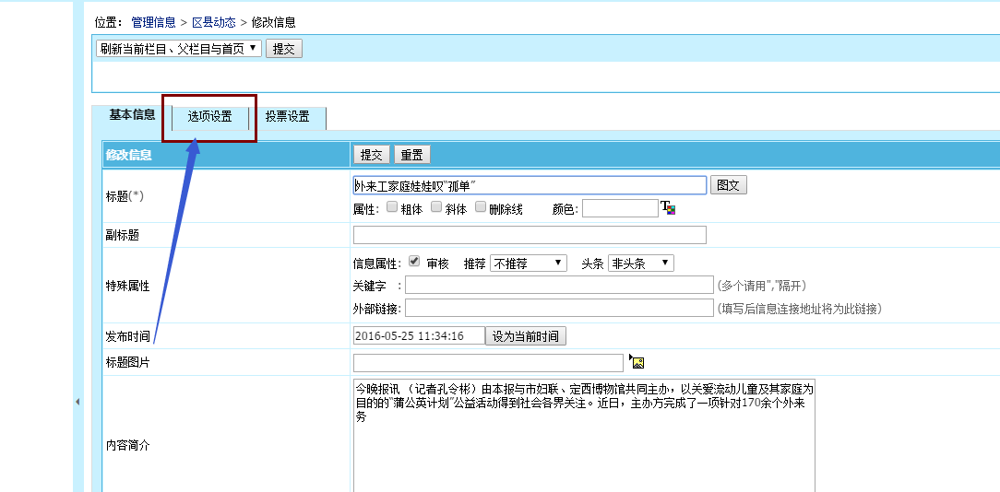 位置： 管理信息 > 区县动态 > 修改信息
刷新当前栏目、父栏目与首页 提交
基本信息 选项设置 投票设置
修改信息 提交 重置
标题(*) 外来工家庭娃娃叹"孤单" 图文
属性: 粗体 斜体 删除线 颜色:
副标题
特殊属性 信息属性: 审核 推荐 不推荐 头条 非头条
关键字 : (多个请用","隔开)
外部链接: (填写后信息连接地址将为此链接)
发布时间 2016-05-25 11:34:16 设为当前时间
标题图片
内容简介 今晚报讯 （记者孔令彬）由本报与市妇联、定西博物馆共同主办，以关爱流动儿童及其家庭为
目的的"蒲公英计划"公益活动得到社会各界关注。近日，主办方完成了一项针对170余个外来
务